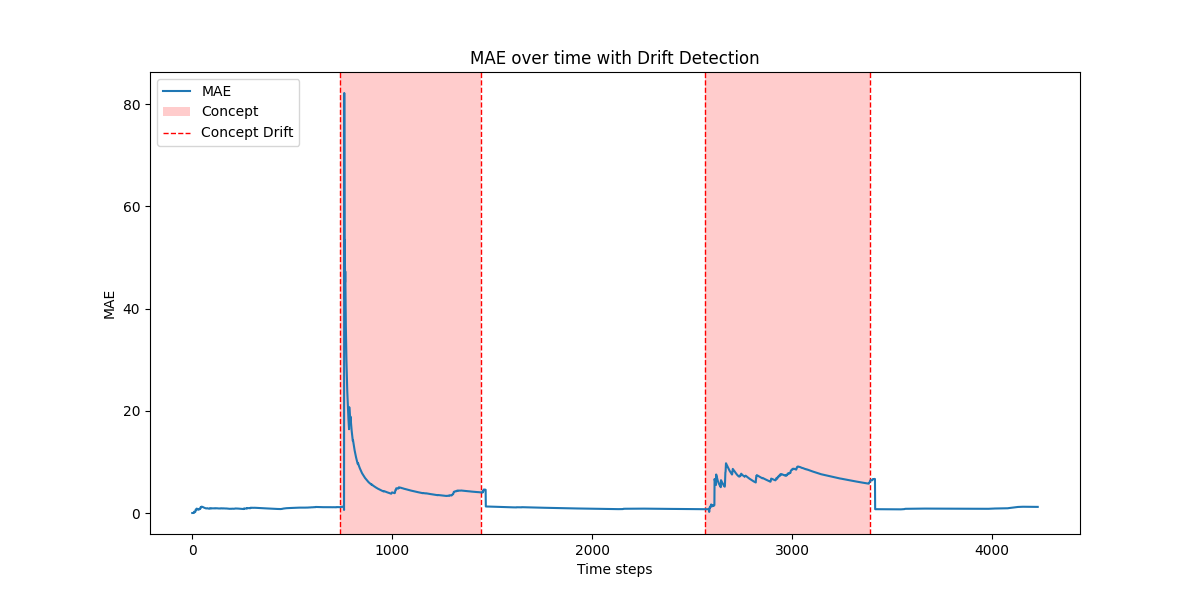 MAE over time with Drift Detection
MAE
Concept
Concept Drift
80
60
40
20
0
MAE
0 1000 2000 3000 4000
Time steps